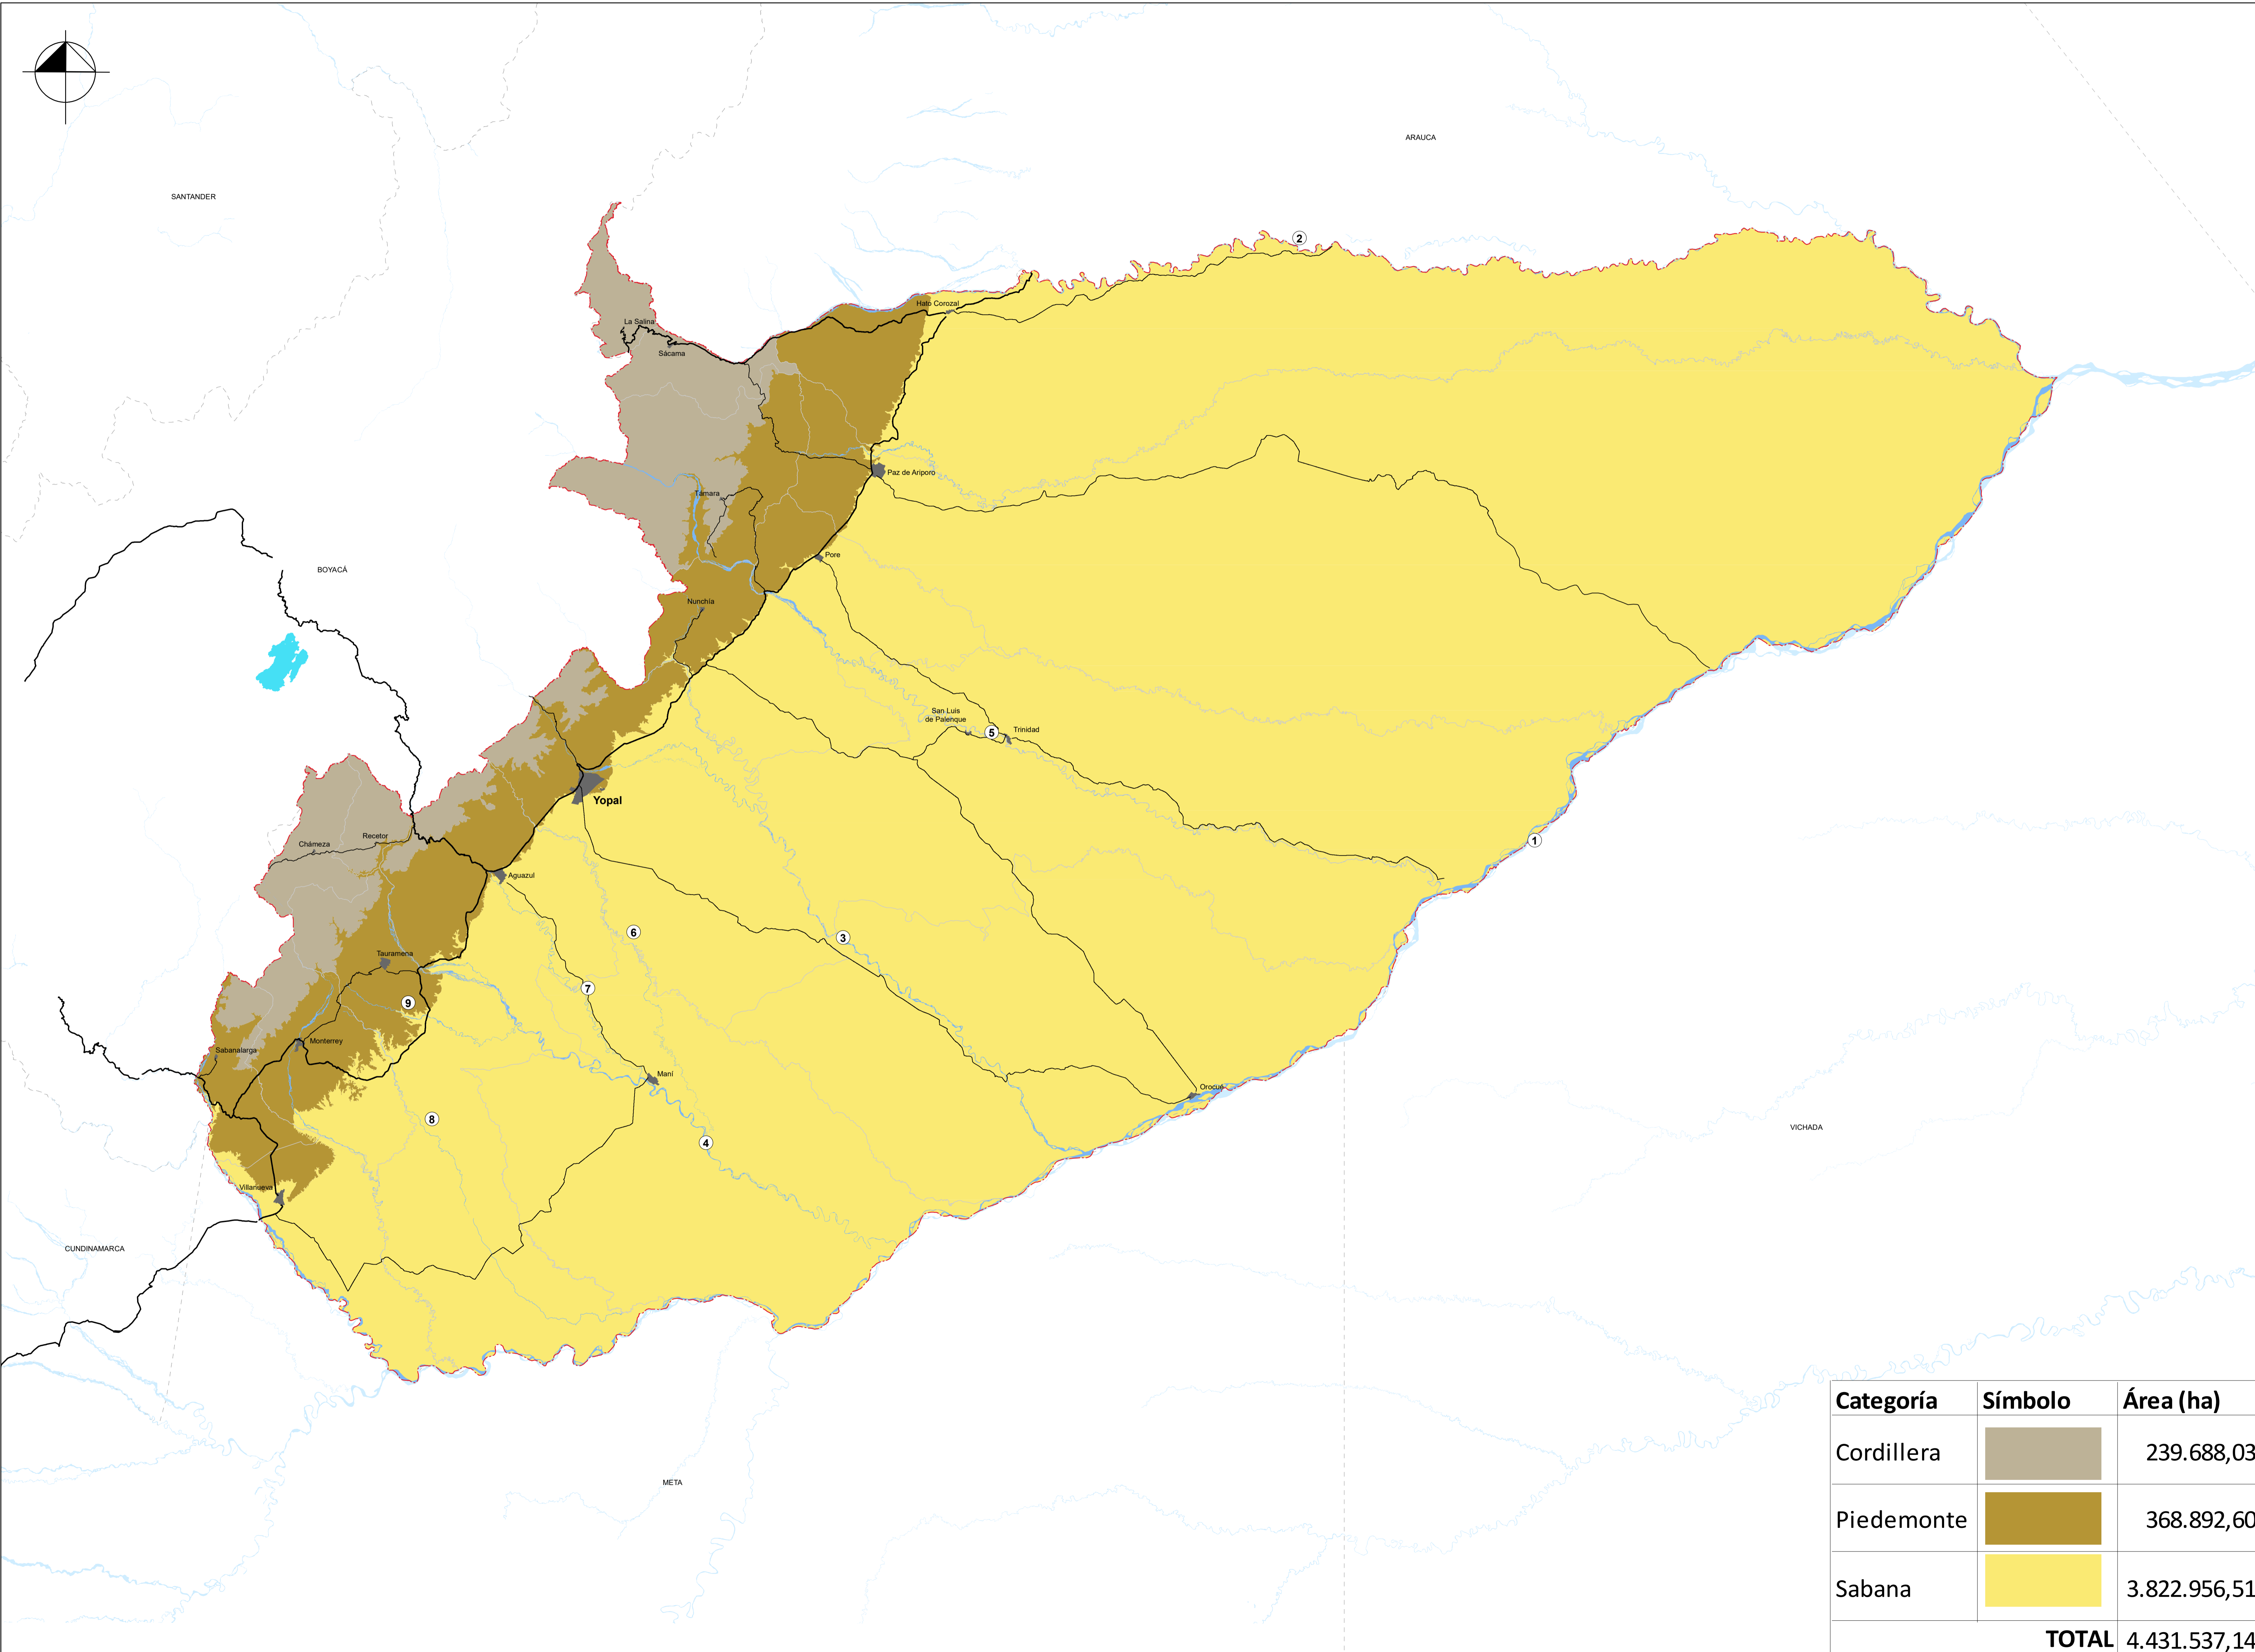 ARAUCA
SANTANDER
2
Hato Corozal
La Salina
Sácama
Paz de Ariporo
Támara
Pore
BOYACÁ
Nunchía
San Luis
de Palenque
5
Trinidad
Yopal
Recetor
Chámeza
1
Aguazul
6
3
Tauramena
7
9
Monterrey
Sabanalarga
Maní
Orocué
8
VICHADA
4
Villanueva
CUNDINAMARCA
META
Categoría Símbolo Área (ha)
Cordillera 239.688,03
Piedemonte 368.892,60
Sabana 3.822.956,51
TOTAL 4.431.537,14